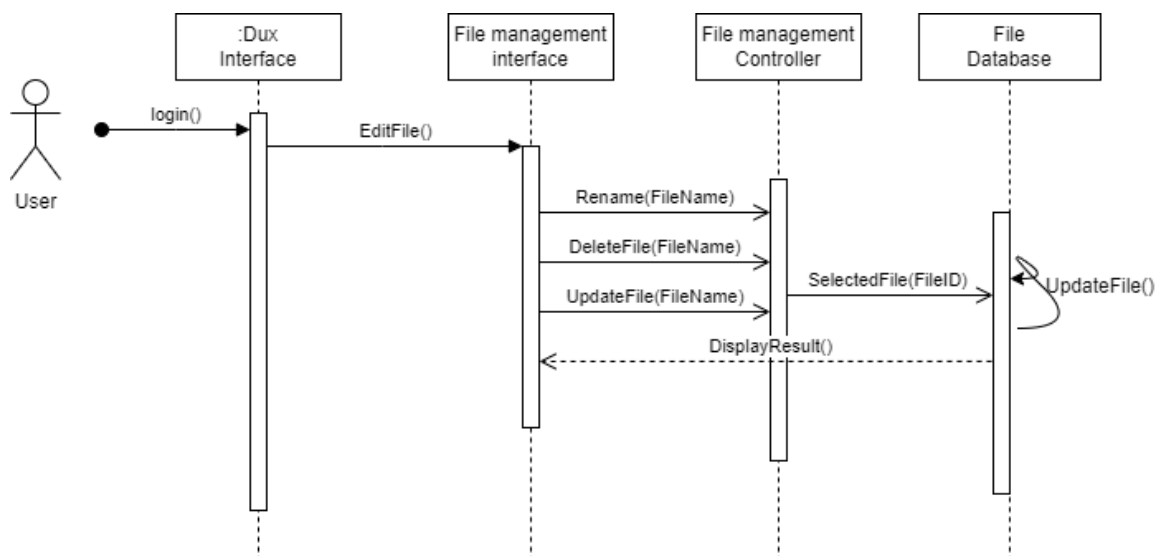 :Dux
Interface
File management
interface
File management
Controller
File
Database
login()
EditFile()
User
Rename(FileName)
DeleteFile(FileName)
SelectedFile(FileID)
UpdateFile()
UpdateFile(FileName)
DisplayResult()